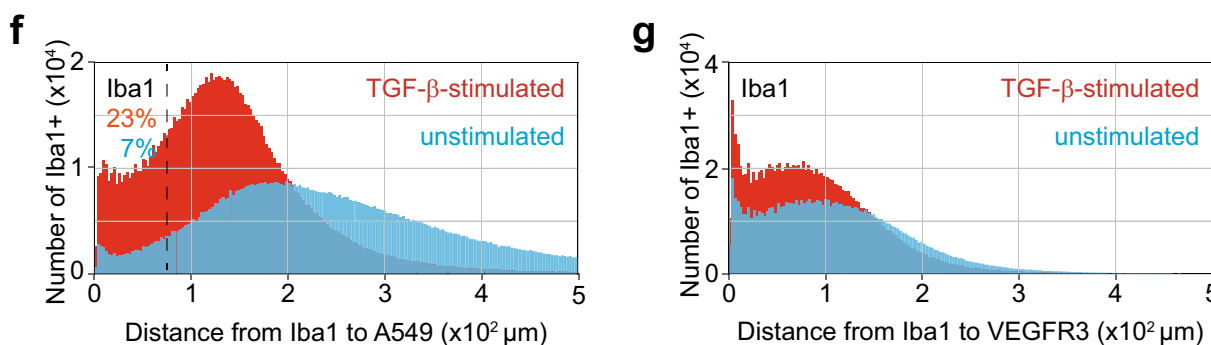 f
Number of Iba1+ (x10⁴)
2
1
0
Iba1
23%
7%
TGF-β-stimulated
unstimulated
0 1 2 3 4 5
Distance from Iba1 to A549 (x10² µm)
g
Number of Iba1+ (x10⁴)
4
2
0
Iba1
TGF-β-stimulated
unstimulated
0 1 2 3 4 5
Distance from Iba1 to VEGFR3 (x10² µm)